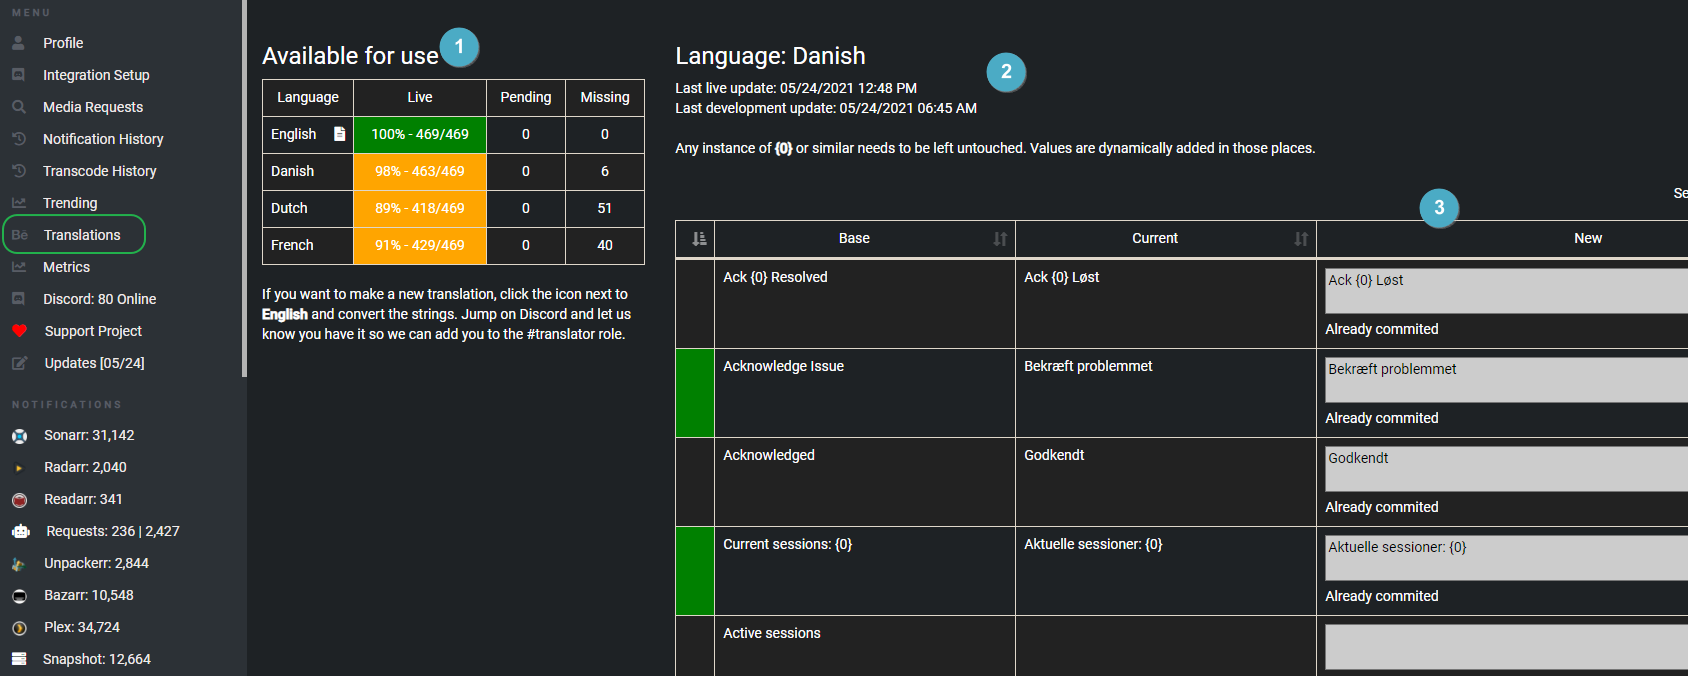 MENU
Profile
Integration Setup
Media Requests
Notification History
Transcode History
Trending
Bē Translations
Metrics
Discord: 80 Online
Support Project
Updates [05/24]
NOTIFICATIONS
Sonarr: 31,142
Radarr: 2,040
Readarr: 341
Requests: 236 | 2,427
Unpackerr: 2,844
Bazarr: 10,548
Plex: 34,724
Snapshot: 12,664
Available for use 1
Language Live Pending Missing
English 100% - 469/469 0 0
Danish 98% - 463/469 0 6
Dutch 89% - 418/469 0 51
French 91% - 429/469 0 40
If you want to make a new translation, click the icon next to
English and convert the strings. Jump on Discord and let us
know you have it so we can add you to the #translator role.
Language: Danish
2
Last live update: 05/24/2021 12:48 PM
Last development update: 05/24/2021 06:45 AM
Any instance of {0} or similar needs to be left untouched. Values are dynamically added in those places.
Se
3
Base Current New
Ack {0} Resolved Ack {0} Løst Ack {0} Løst
Already commited
Acknowledge Issue Bekræft problemmet Bekræft problemmet
Already commited
Acknowledged Godkendt Godkendt
Already commited
Current sessions: {0} Aktuelle sessioner: {0} Aktuelle sessioner: {0}
Already commited
Active sessions